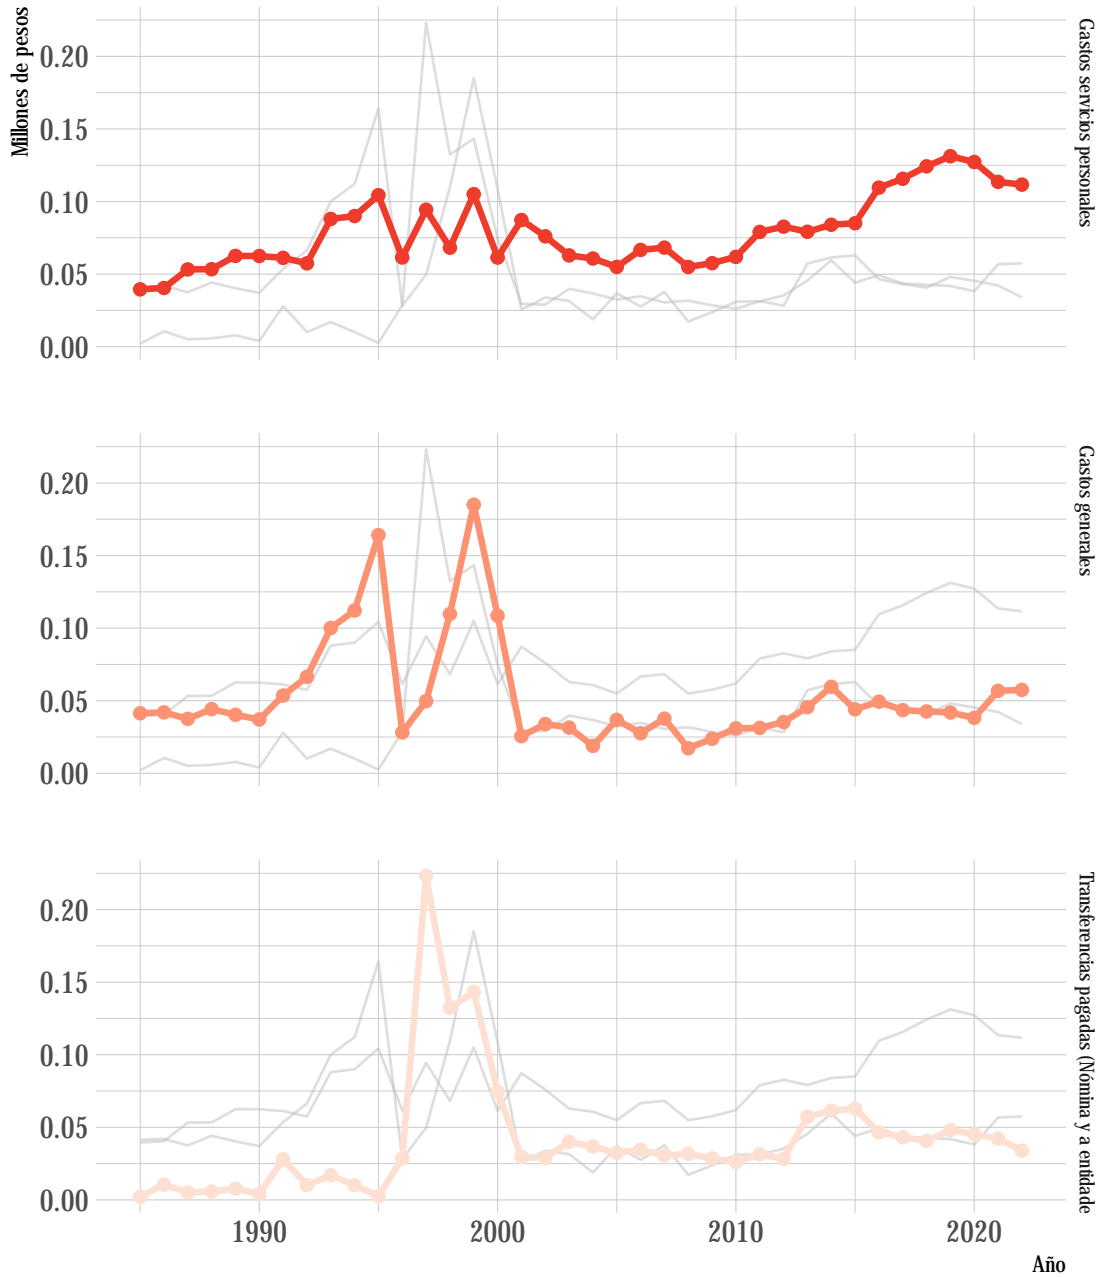 Millones de pesos
0.20
0.15
0.10
0.05
0.00
Gastos servicios personales
0.20
0.15
0.10
0.05
0.00
Gastos generales
0.20
0.15
0.10
0.05
0.00
Transferencias pagadas (Nómina y a entidade
1990 2000 2010 2020
Año